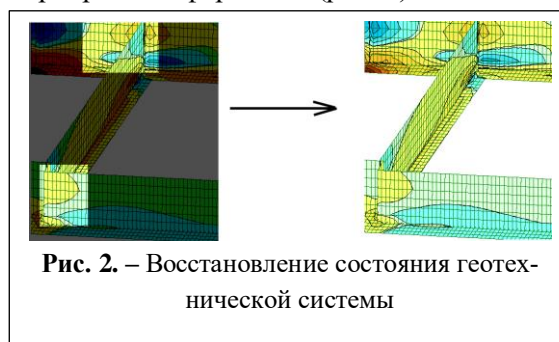 Рис. 2. – Восстановление состояния геотех-
нической системы